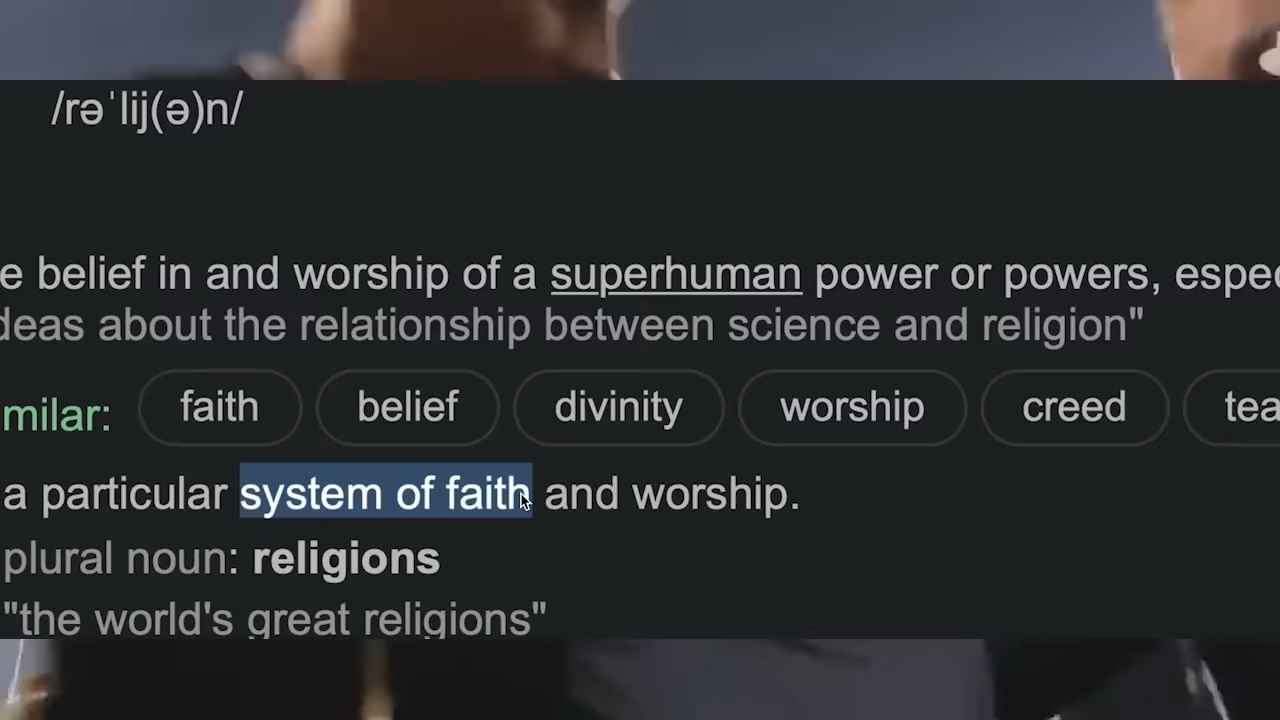 /rəˈlij(ə)n/
e belief in and worship of a superhuman power or powers, espec
deas about the relationship between science and religion"
milar: faith belief divinity worship creed tea
a particular system of faith and worship.
plural noun: religions
"the world's great religions"